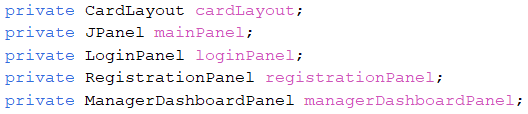 private CardLayout cardLayout;
private JPanel mainPanel;
private LoginPanel loginPanel;
private RegistrationPanel registrationPanel;
private ManagerDashboardPanel managerDashboardPanel;